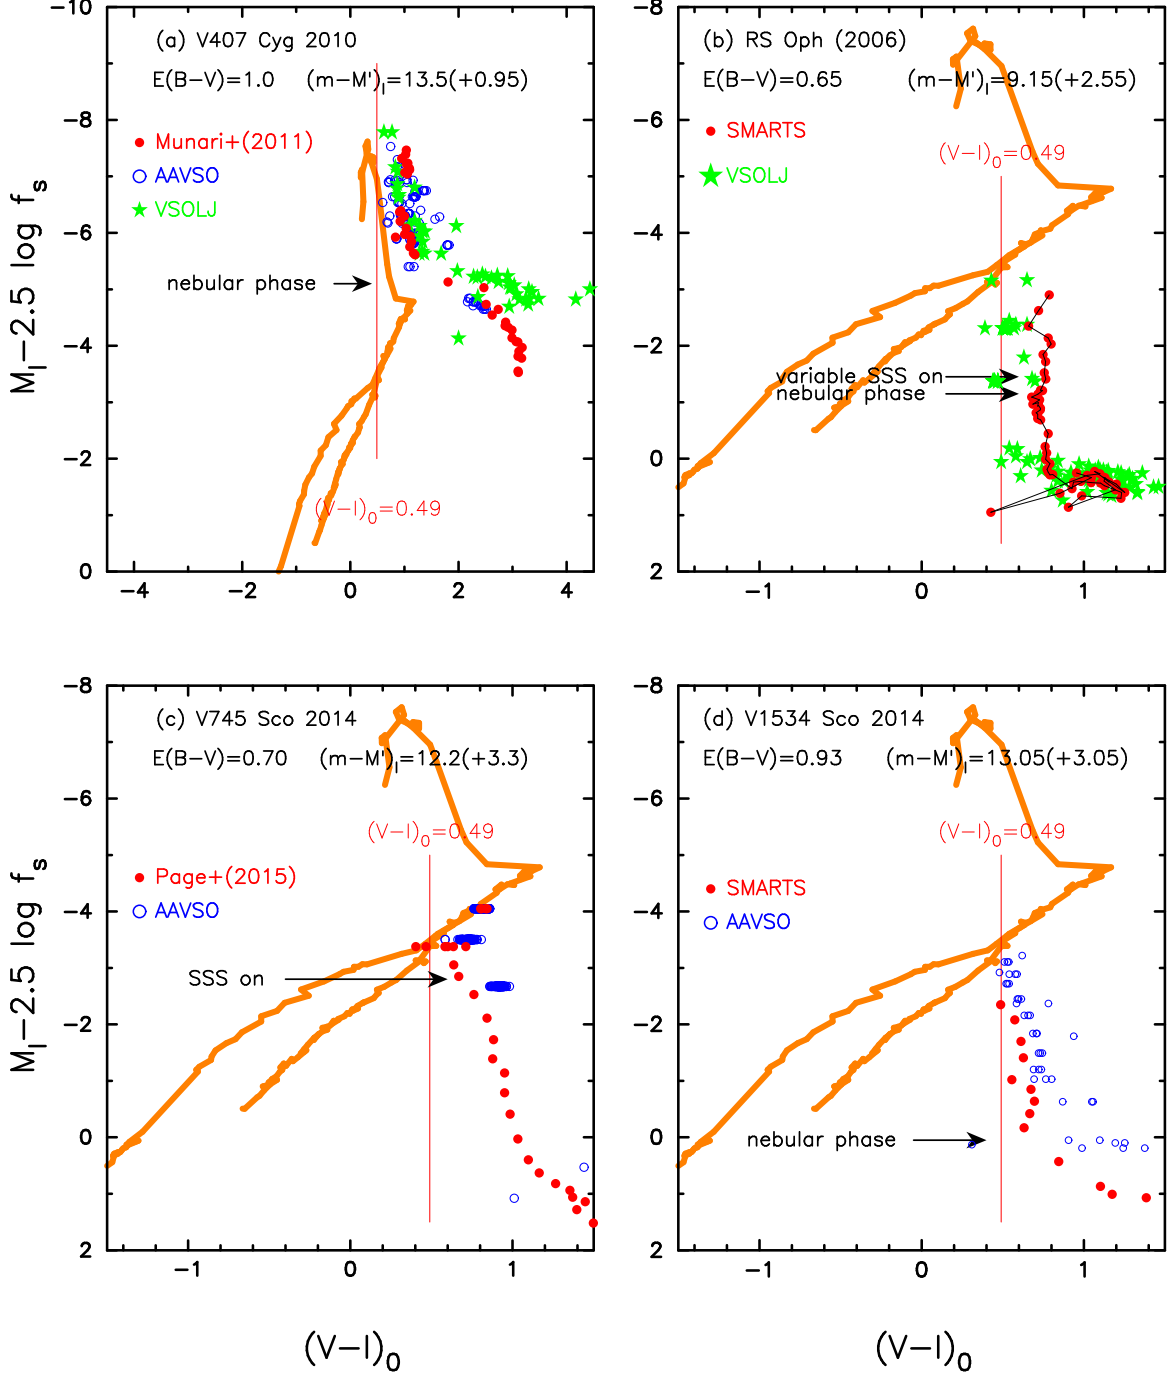 (a) V407 Cyg 2010
E(B−V)=1.0 (m−M')I=13.5(+0.95)
Munari+(2011)
AAVSO
VSOLJ
nebular phase
(V−I)0=0.49
MI−2.5 log fs
−10
−8
−6
−4
−2
0
−4 −2 0 2 4
(b) RS Oph (2006)
E(B−V)=0.65 (m−M')I=9.15(+2.55)
SMARTS
(V−I)0=0.49
VSOLJ
variable SSS on
nebular phase
−8
−6
−4
−2
0
2
−1 0 1
(c) V745 Sco 2014
E(B−V)=0.70 (m−M')I=12.2(+3.3)
(V−I)0=0.49
Page+(2015)
AAVSO
SSS on
MI−2.5 log fs
−8
−6
−4
−2
0
2
−1 0 1
(V−I)0
(d) V1534 Sco 2014
E(B−V)=0.93 (m−M')I=13.05(+3.05)
(V−I)0=0.49
SMARTS
AAVSO
nebular phase
−8
−6
−4
−2
0
2
−1 0 1
(V−I)0